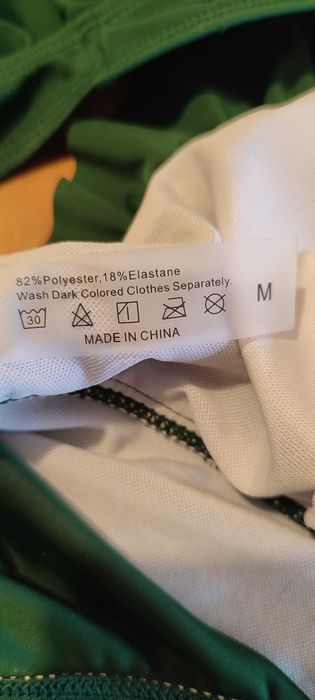 82%Polyester,18%Elastane
Wash Dark Colored Clothes Separately.
30
M
MADE IN CHINA